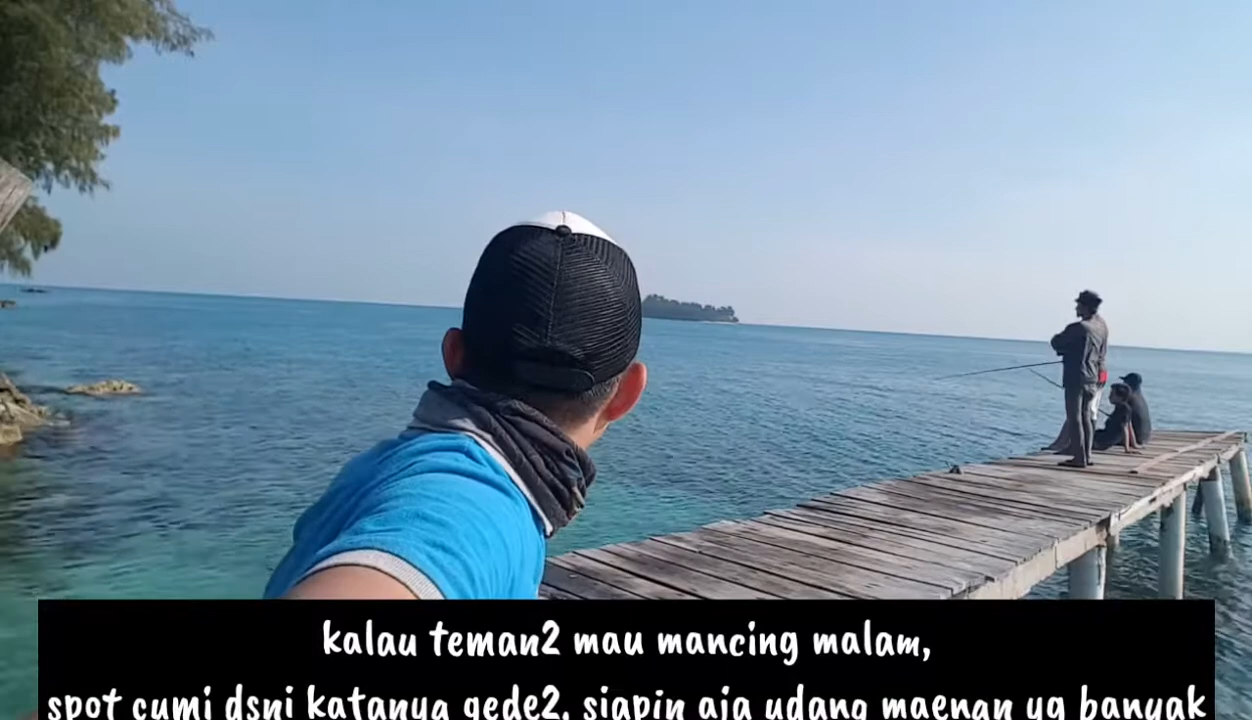 kalau teman2 mau mancing malam,
spot cumi dsni katanya gede2, siapin aja udang maenan yg banyak